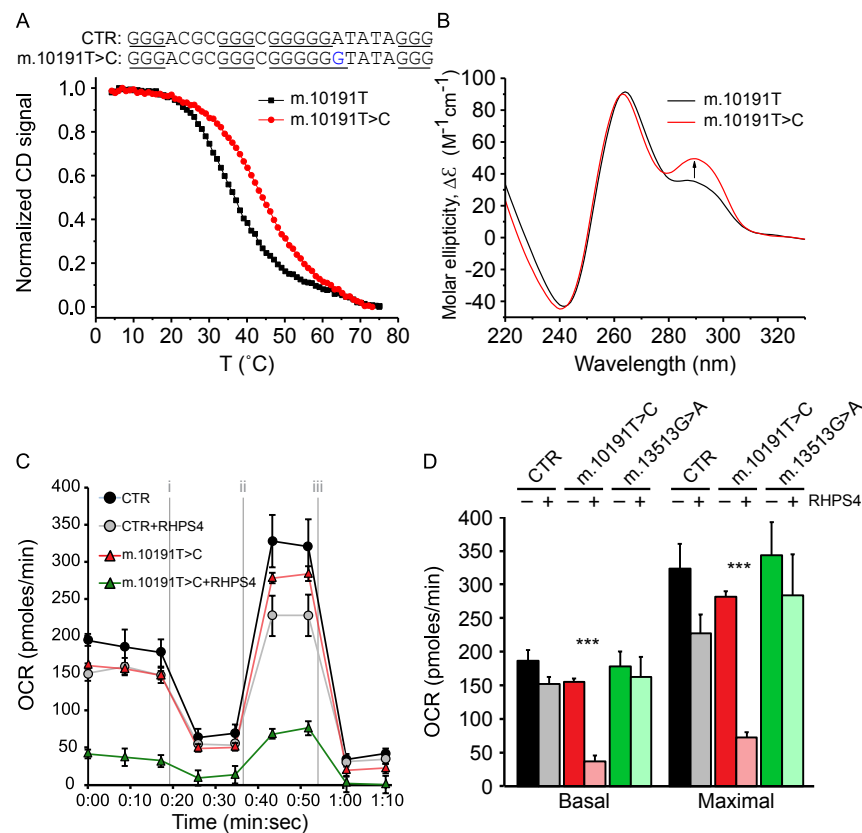 A
CTR: GGGACGCGGGCGGGGGATATAGGG
m.10191T>C: GGGACGCGGGCGGGGGGTATAGGG
Normalized CD signal
1.0
0.8
0.6
0.4
0.2
0.0
m.10191T
m.10191T>C
0 10 20 30 40 50 60 70 80
T (˚C)
B
Molar ellipticity, Δε (M⁻¹cm⁻¹)
100
80
60
40
20
0
-20
-40
m.10191T
m.10191T>C
220 240 260 280 300 320
Wavelength (nm)
C
i ii iii
OCR (pmoles/min)
400
350
300
250
200
150
100
50
0
CTR
CTR+RHPS4
m.10191T>C
m.10191T>C+RHPS4
0:00 0:10 0:20 0:30 0:40 0:50 1:00 1:10
Time (min:sec)
D
CTR m.10191T>C m.13513G>A CTR m.10191T>C m.13513G>A
− + − + − + − + − + − + RHPS4
OCR (pmoles/min)
400
350
300
250
200
150
100
50
0
***
***
Basal Maximal